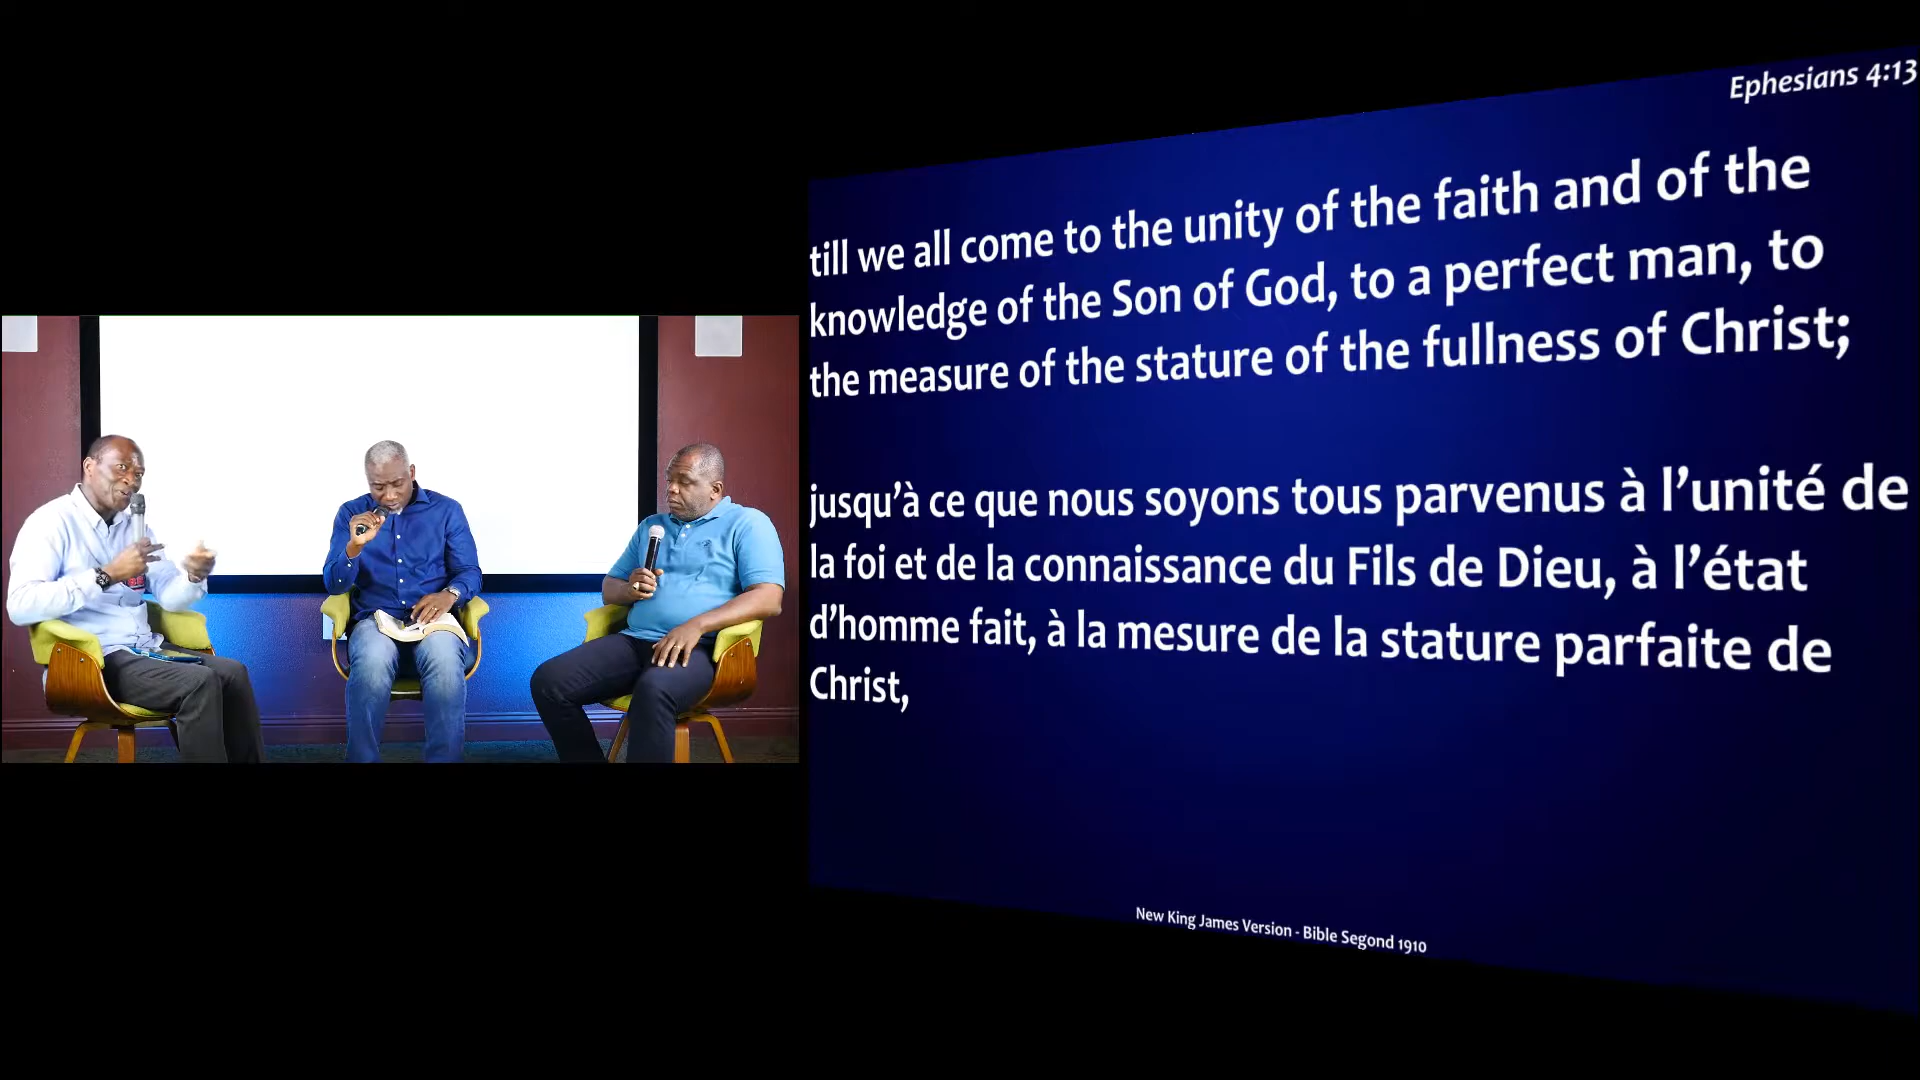 Ephesians 4:13
till we all come to the unity of the faith and of the
knowledge of the Son of God, to a perfect man, to
the measure of the stature of the fullness of Christ;
jusqu’à ce que nous soyons tous parvenus à l’unité de
la foi et de la connaissance du Fils de Dieu, à l’état
d’homme fait, à la mesure de la stature parfaite de
Christ,
New King James Version - Bible Segond 1910